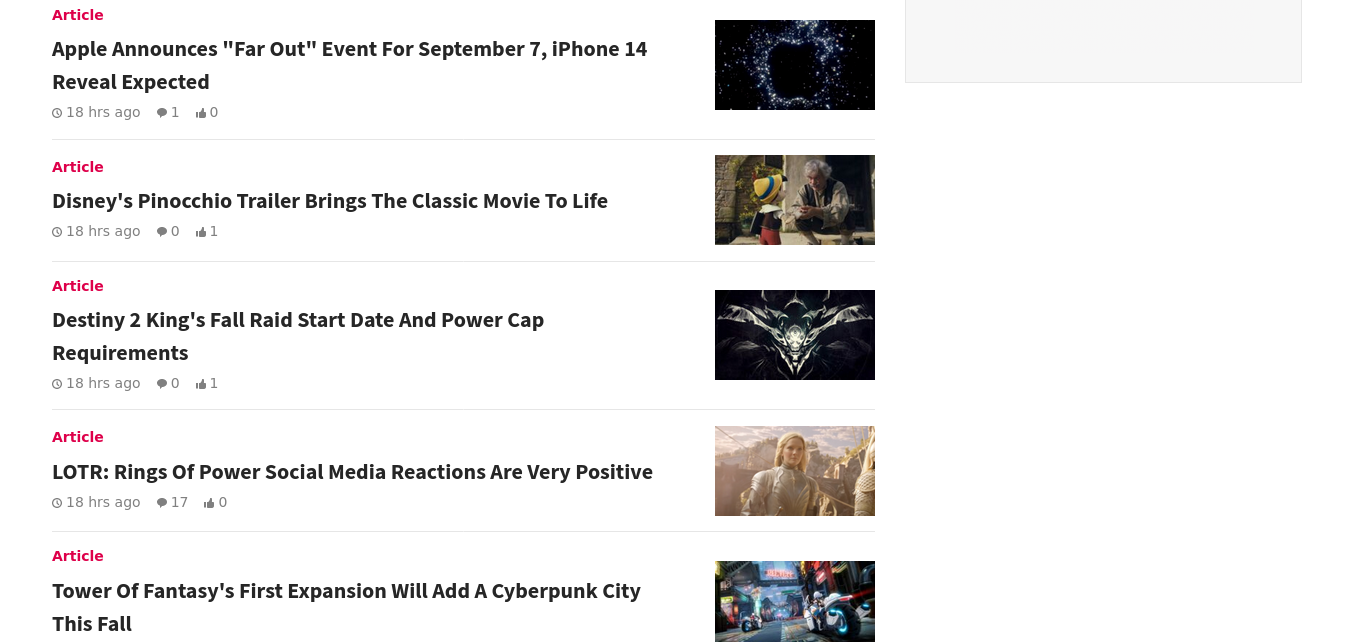 Article
Apple Announces "Far Out" Event For September 7, iPhone 14
Reveal Expected
18 hrs ago 1 0
Article
Disney's Pinocchio Trailer Brings The Classic Movie To Life
18 hrs ago 0 1
Article
Destiny 2 King's Fall Raid Start Date And Power Cap
Requirements
18 hrs ago 0 1
Article
LOTR: Rings Of Power Social Media Reactions Are Very Positive
18 hrs ago 17 0
Article
Tower Of Fantasy's First Expansion Will Add A Cyberpunk City
This Fall